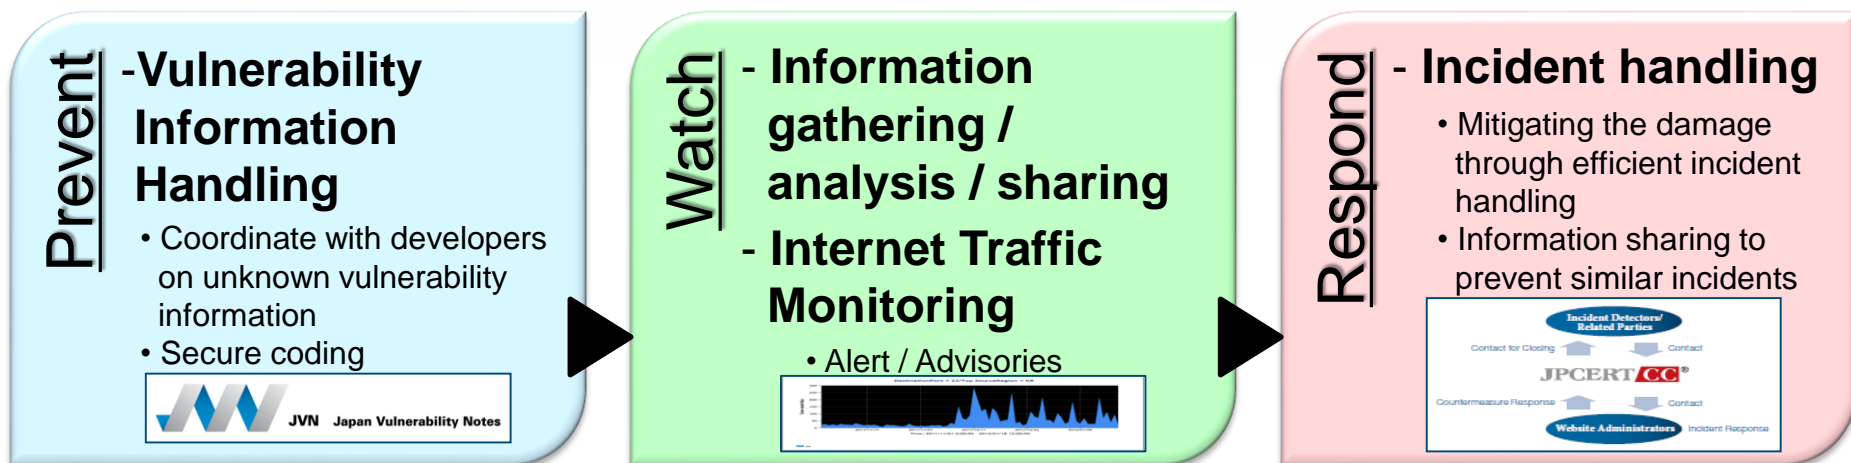 Prevent
-Vulnerability
Information
Handling
• Coordinate with developers
on unknown vulnerability
information
• Secure coding
JVN Japan Vulnerability Notes
Watch
- Information
gathering /
analysis / sharing
- Internet Traffic
Monitoring
• Alert / Advisories
Respond
- Incident handling
• Mitigating the damage
through efficient incident
handling
• Information sharing to
prevent similar incidents
Incident Detectors/
Related Parties
Contact for Closing
Contact
JPCERT CC®
Countermeasure Response
Contact
Website Administrators
Incident Response